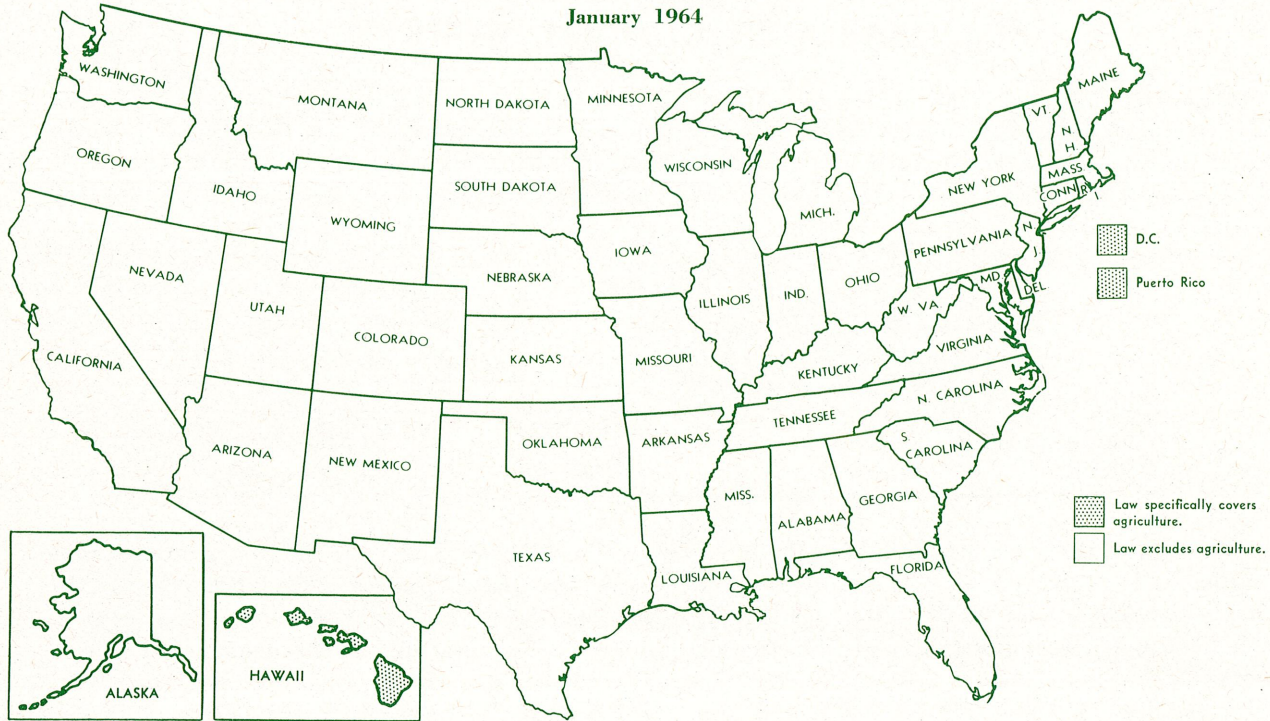 January 1964
WASHINGTON
MONTANA
NORTH DAKOTA
MINNESOTA
MAINE
VT.
N
H.
OREGON
IDAHO
SOUTH DAKOTA
WISCONSIN
MICH.
NEW YORK
MASS
CONN
R
I
WYOMING
IOWA
PENNSYLVANIA
N.
J.
D.C.
NEVADA
NEBRASKA
ILLINOIS
IND.
OHIO
MD
DEL
Puerto Rico
UTAH
COLORADO
KANSAS
MISSOURI
W. VA
VIRGINIA
CALIFORNIA
KENTUCKY
ARIZONA
NEW MEXICO
OKLAHOMA
ARKANSAS
TENNESSEE
N. CAROLINA
S.
CAROLINA
MISS.
ALABAMA
GEORGIA
Law specifically covers
agriculture.
Law excludes agriculture.
TEXAS
LOUISIANA
FLORIDA
ALASKA
HAWAII